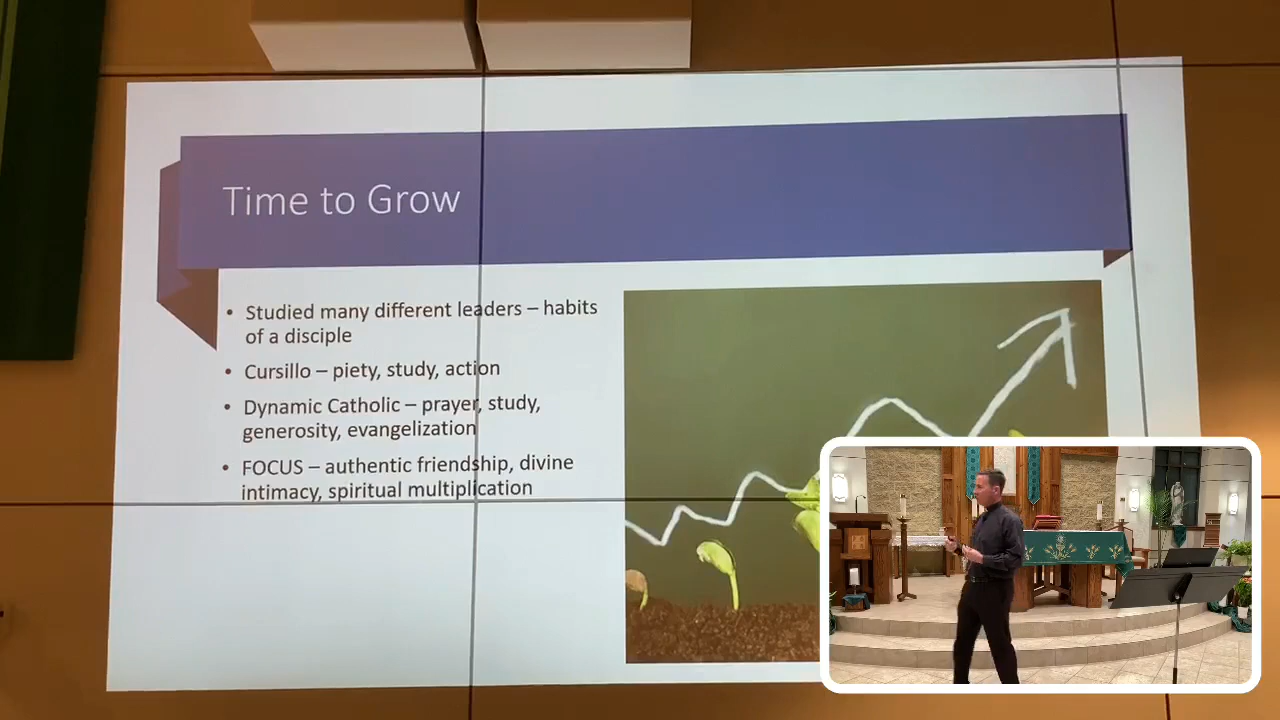 Time to Grow
• Studied many different leaders – habits
of a disciple
• Cursillo – piety, study, action
• Dynamic Catholic – prayer, study,
generosity, evangelization
• FOCUS – authentic friendship, divine
intimacy, spiritual multiplication